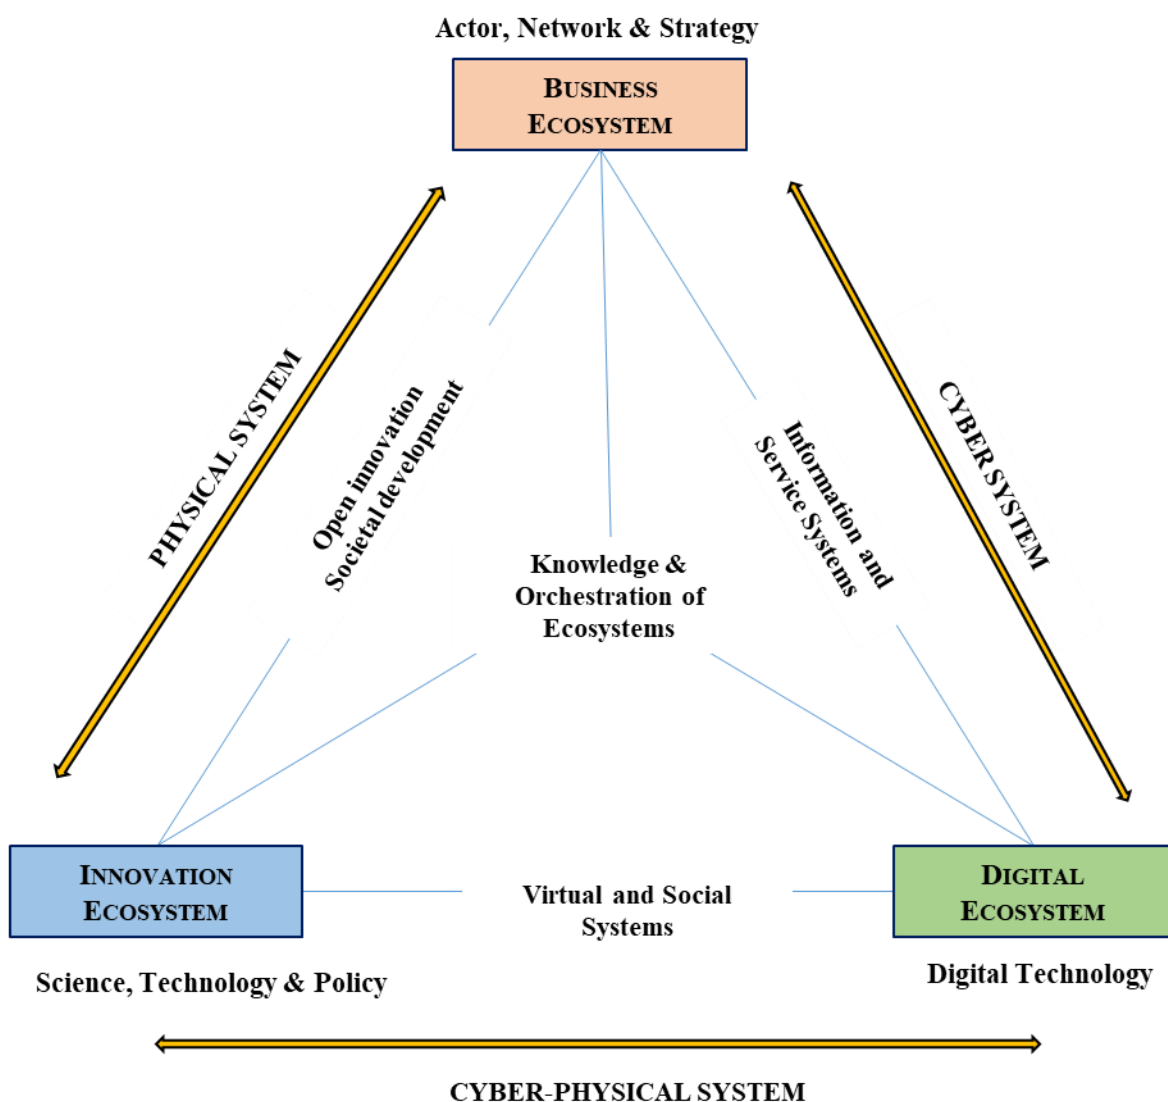 Actor, Network & Strategy
BUSINESS
ECOSYSTEM
PHYSICAL SYSTEM
Open innovation
Societal development
Information and
Service Systems
CYBER SYSTEM
Knowledge &
Orchestration of
Ecosystems
INNOVATION
ECOSYSTEM
Virtual and Social
Systems
DIGITAL
ECOSYSTEM
Science, Technology & Policy
Digital Technology
CYBER-PHYSICAL SYSTEM